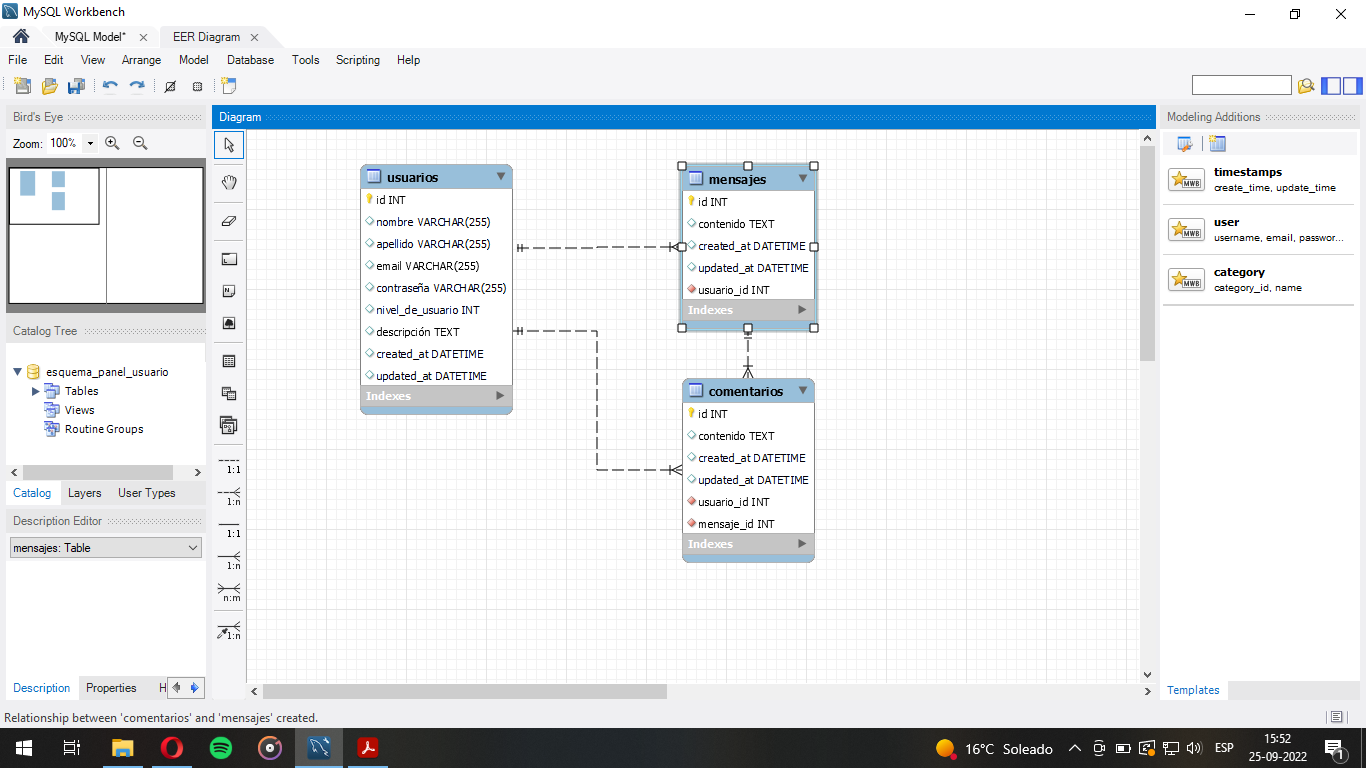 MySQL Workbench
MySQL Model*
EER Diagram
File Edit View Arrange Model Database Tools Scripting Help
Bird's Eye
Zoom: 100%
Catalog Tree
esquema_panel_usuario
Tables
Views
Routine Groups
Catalog Layers User Types
Description Editor
mensajes: Table
Description Properties H
Diagram
1:1
1:n
1:1
1:n
n:m
1:n
usuarios
id INT
nombre VARCHAR(255)
apellido VARCHAR(255)
email VARCHAR(255)
contraseña VARCHAR(255)
nivel_de_usuario INT
descripción TEXT
created_at DATETIME
updated_at DATETIME
Indexes
mensajes
id INT
contenido TEXT
created_at DATETIME
updated_at DATETIME
usuario_id INT
Indexes
comentarios
id INT
contenido TEXT
created_at DATETIME
updated_at DATETIME
usuario_id INT
mensaje_id INT
Indexes
Modeling Additions
MWB
timestamps
create_time, update_time
MWB
user
username, email, passwor...
MWB
category
category_id, name
Templates
Relationship between 'comentarios' and 'mensajes' created.
16°C Soleado
ESP
15:52
25-09-2022
1